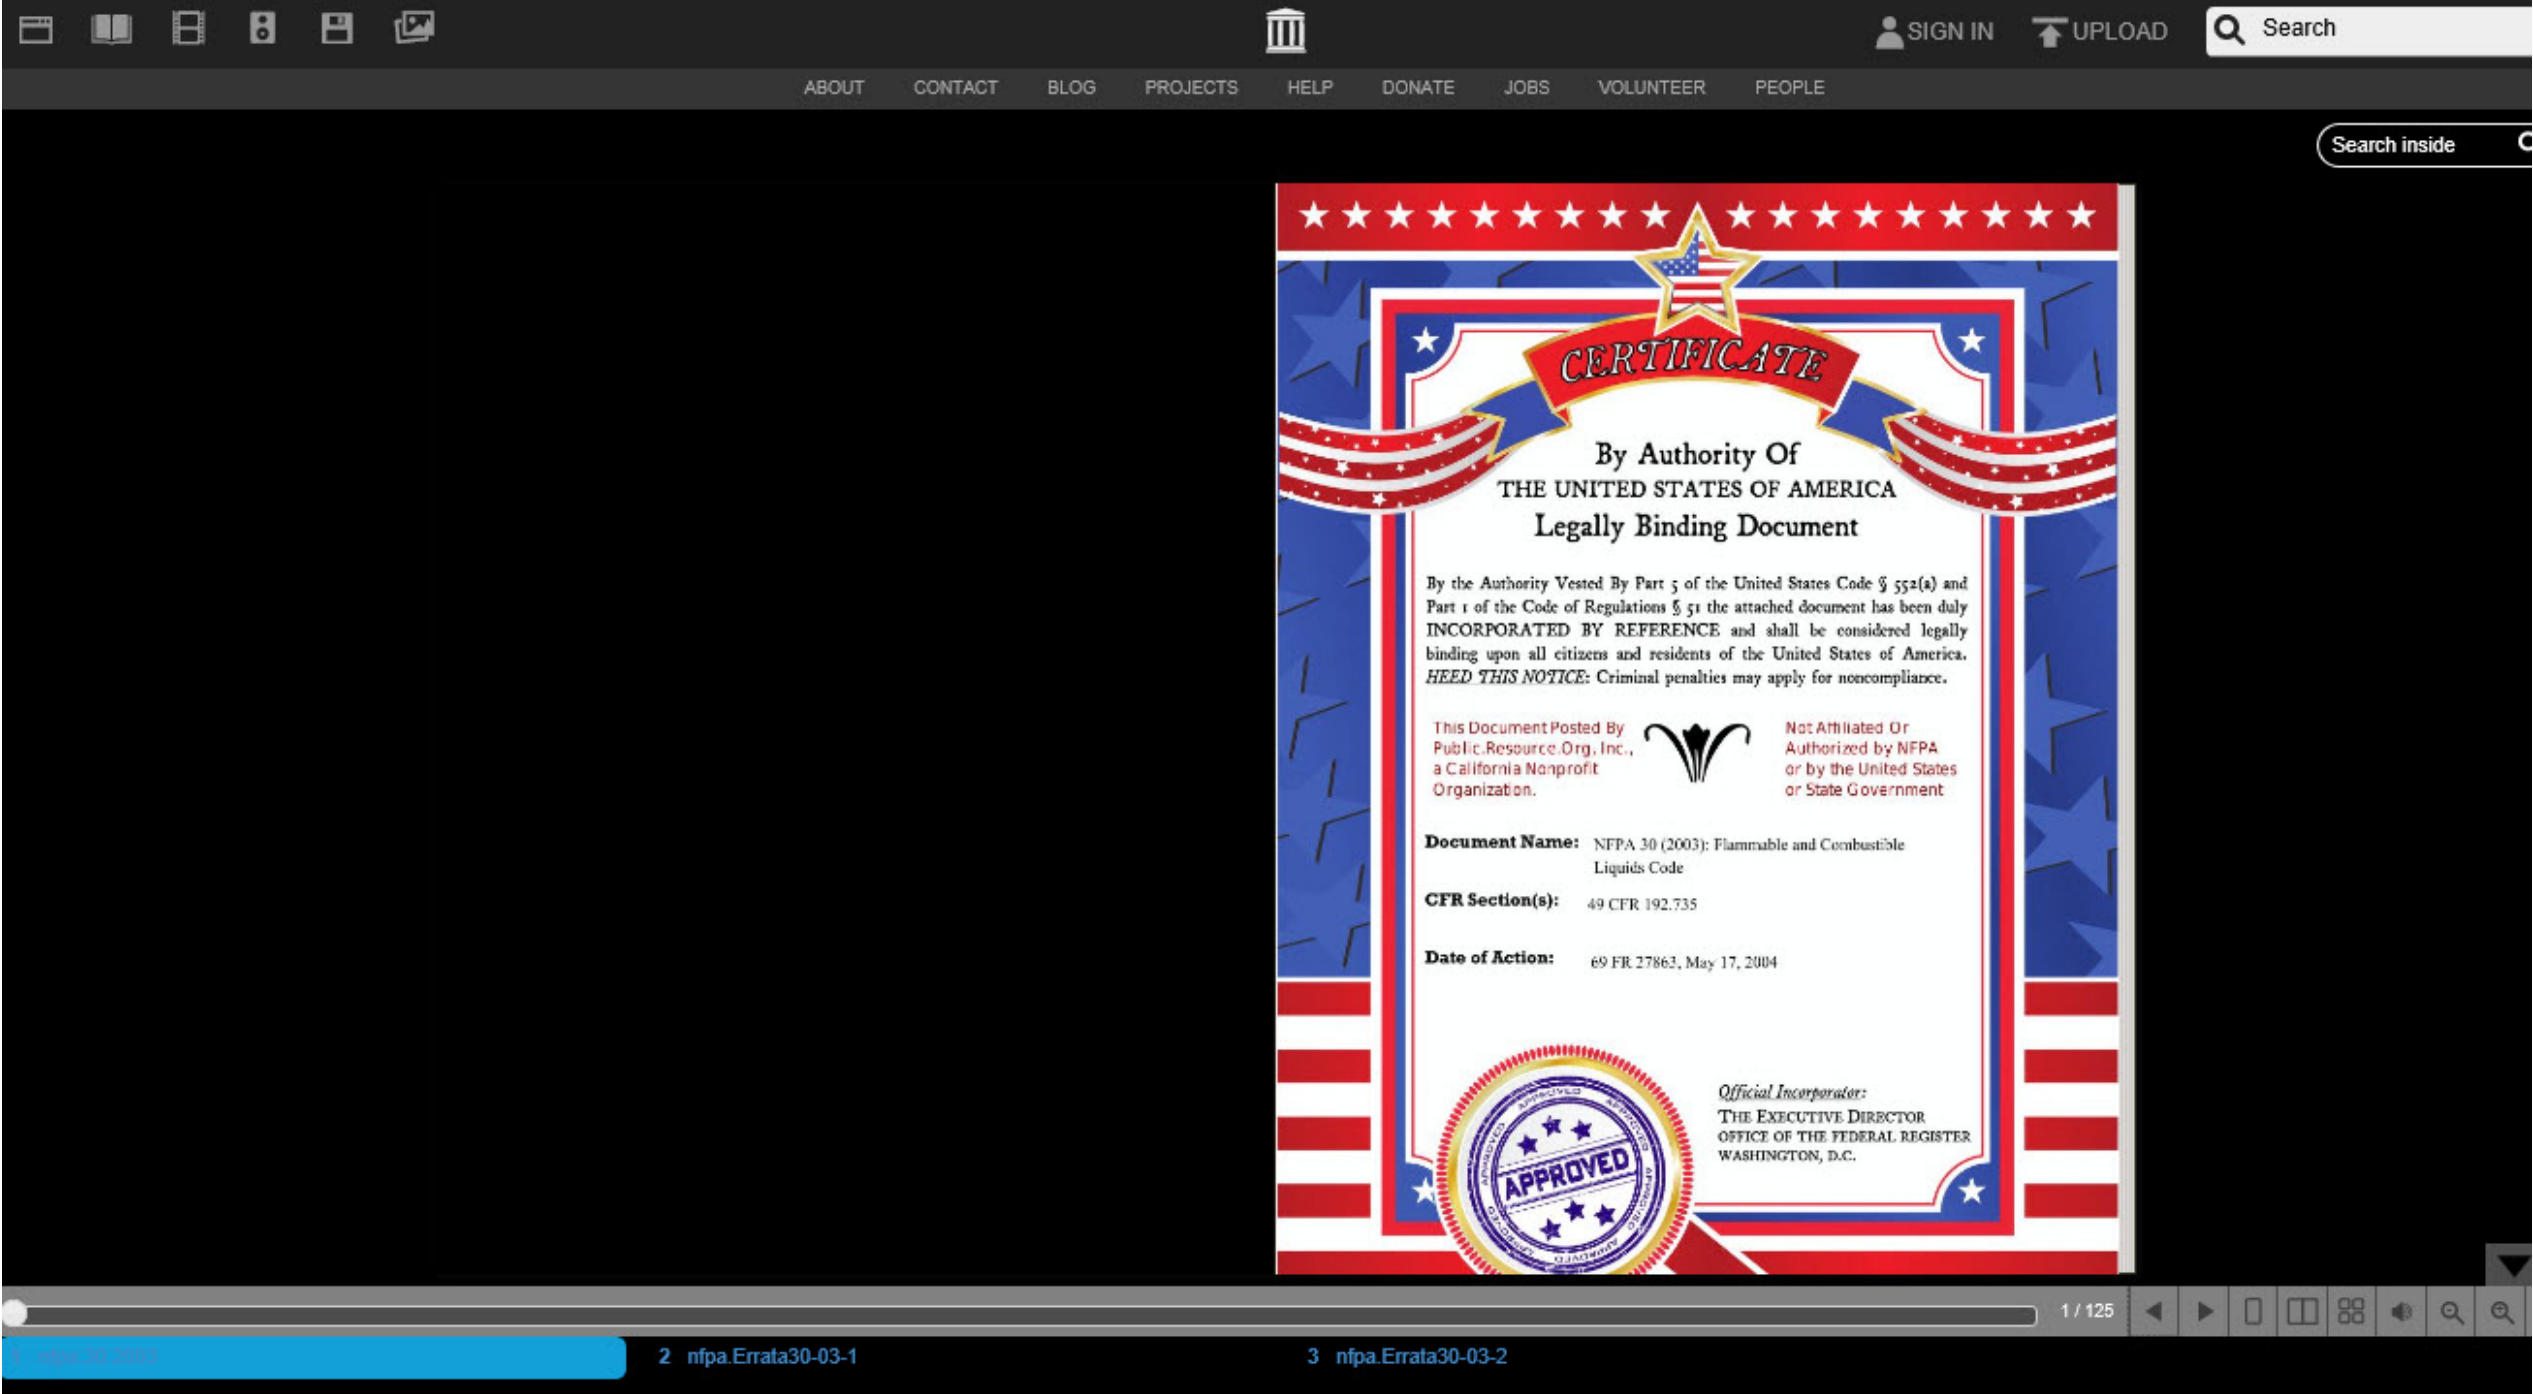 SIGN IN
UPLOAD
Search
ABOUT
CONTACT
BLOG
PROJECTS
HELP
DONATE
JOBS
VOLUNTEER
PEOPLE
Search inside
CERTIFICATE
By Authority Of
THE UNITED STATES OF AMERICA
Legally Binding Document
By the Authority Vested By Part 5 of the United States Code § 552(a) and
Part 1 of the Code of Regulations § 51 the attached document has been duly
INCORPORATED BY REFERENCE and shall be considered legally
binding upon all citizens and residents of the United States of America.
HEED THIS NOTICE: Criminal penalties may apply for noncompliance.
This Document Posted By
Public.Resource.Org, Inc.,
a California Nonprofit
Organization.
Not Affiliated Or
Authorized by NFPA
or by the United States
or State Government
Document Name: NFPA 30 (2003): Flammable and Combustible
Liquids Code
CFR Section(s): 49 CFR 192.735
Date of Action: 69 FR 27863, May 17, 2004
Official Incorporator:
THE EXECUTIVE DIRECTOR
OFFICE OF THE FEDERAL REGISTER
WASHINGTON, D.C.
APPROVED
1 / 125
1 nfpa.30.2003
2 nfpa.Errata30-03-1
3 nfpa.Errata30-03-2